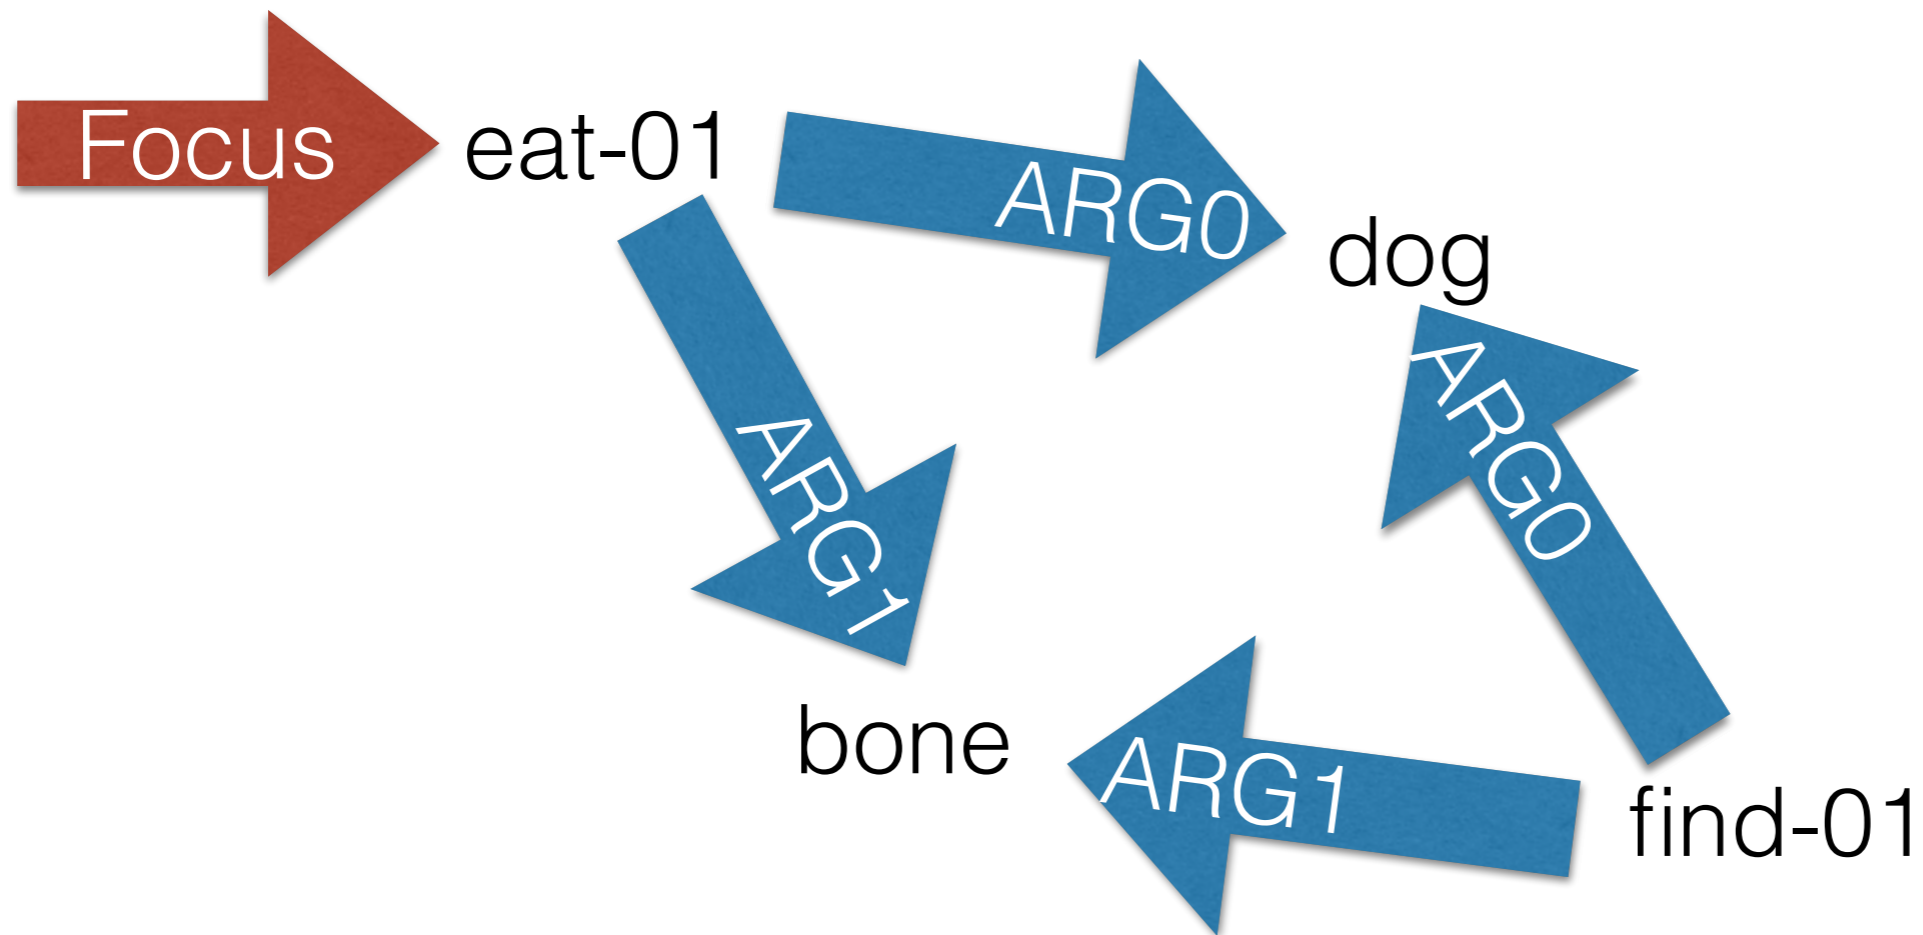 Focus
eat-01
ARG0
dog
ARG1
ARG0
bone
ARG1
find-01